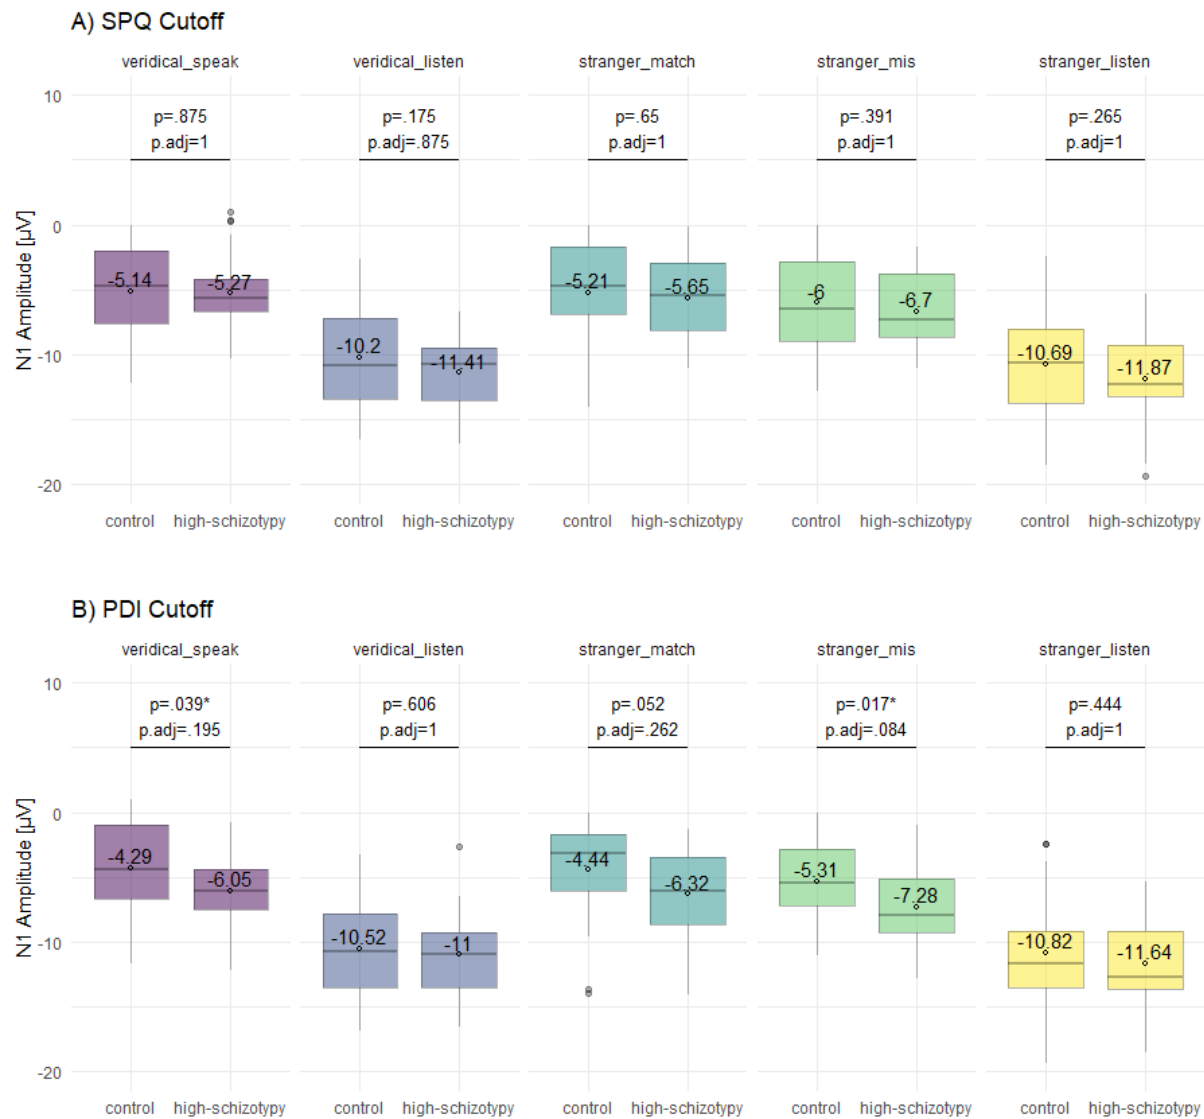 A) SPQ Cutoff
veridical_speak veridical_listen stranger_match stranger_mis stranger_listen
10
p=.875 p=.175 p=.65 p=.391 p=.265
p.adj=1 p.adj=.875 p.adj=1 p.adj=1 p.adj=1
N1 Amplitude [µV]
0
-5.14 -5.27 -10.2 -11.41 -5.21 -5.65 -6 -6.7 -10.69 -11.87
-10
-20
control high-schizotypy control high-schizotypy control high-schizotypy control high-schizotypy control high-schizotypy
B) PDI Cutoff
veridical_speak veridical_listen stranger_match stranger_mis stranger_listen
10
p=.039* p=.606 p=.052 p=.017* p=.444
p.adj=.195 p.adj=1 p.adj=.262 p.adj=.084 p.adj=1
N1 Amplitude [µV]
0
-4.29 -6.05 -10.52 -11 -4.44 -6.32 -5.31 -7.28 -10.82 -11.64
-10
-20
control high-schizotypy control high-schizotypy control high-schizotypy control high-schizotypy control high-schizotypy